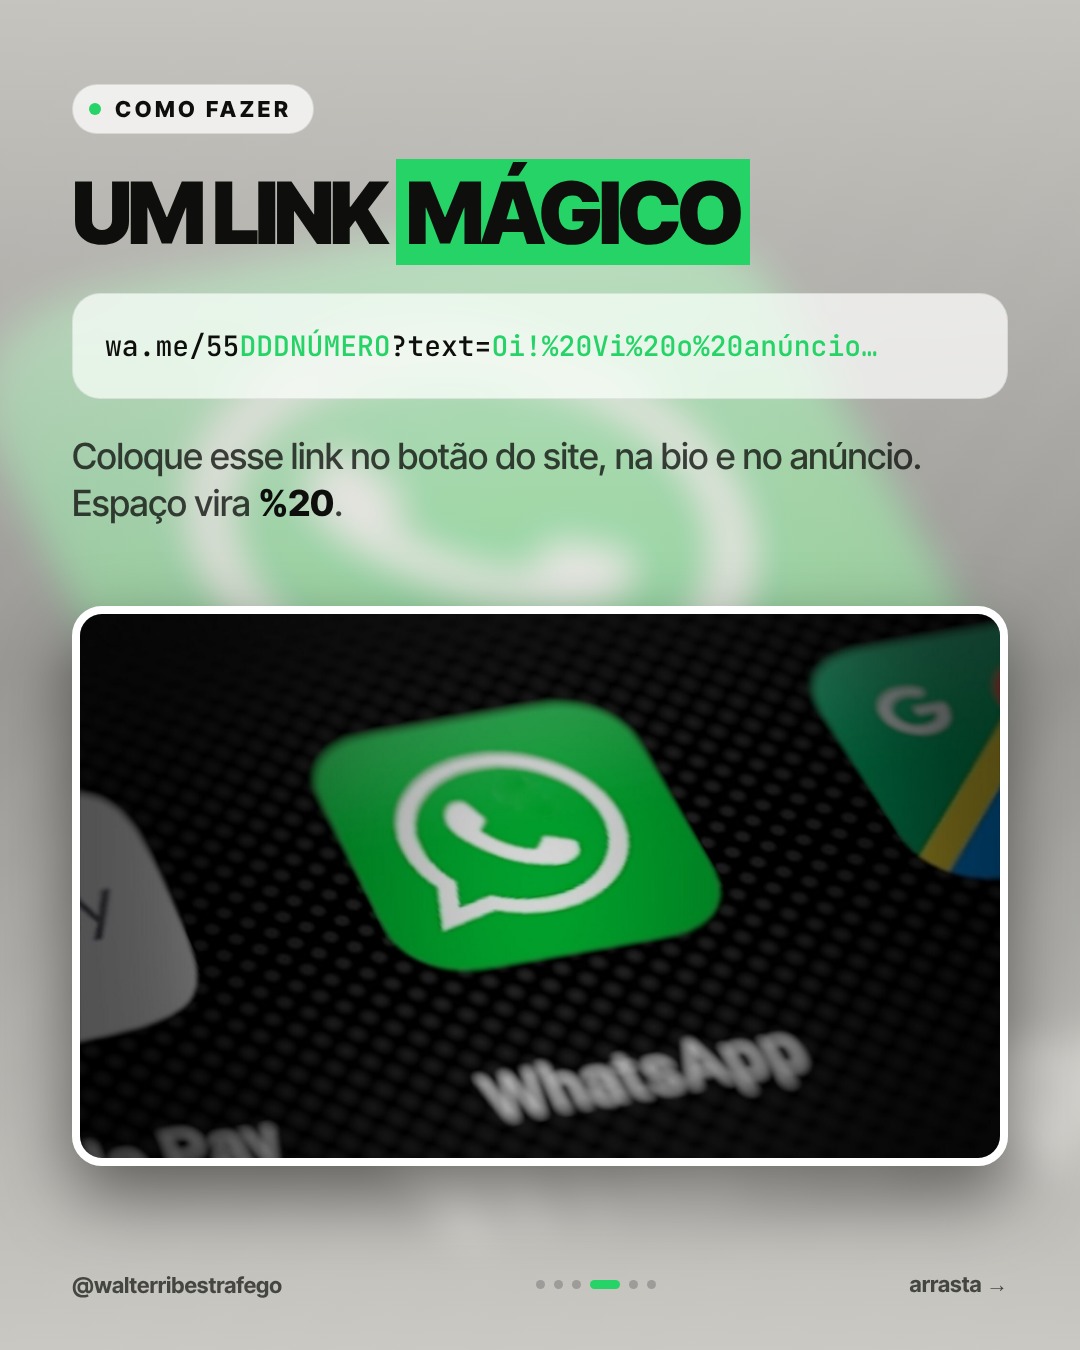 COMO FAZER
UM LINK MÁGICO
wa.me/55DDDNÚMERO?text=Oi!%20Vi%20o%20anúncio…
Coloque esse link no botão do site, na bio e no anúncio.
Espaço vira %20.
G
y
WhatsApp
Pay
@walterribestrafego
arrasta →